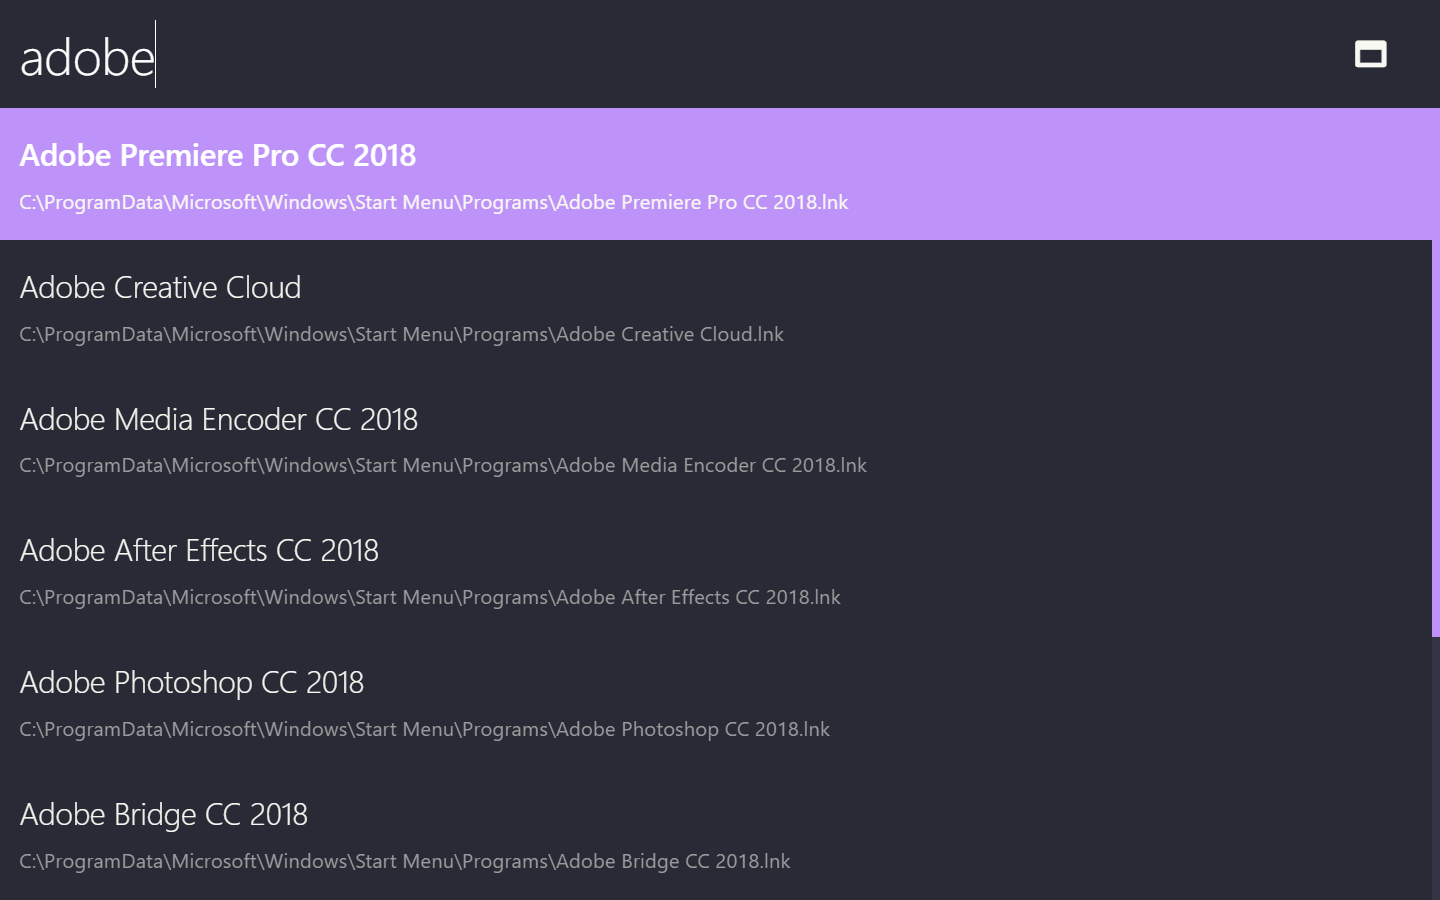 adobe
Adobe Premiere Pro CC 2018
C:\ProgramData\Microsoft\Windows\Start Menu\Programs\Adobe Premiere Pro CC 2018.lnk
Adobe Creative Cloud
C:\ProgramData\Microsoft\Windows\Start Menu\Programs\Adobe Creative Cloud.lnk
Adobe Media Encoder CC 2018
C:\ProgramData\Microsoft\Windows\Start Menu\Programs\Adobe Media Encoder CC 2018.lnk
Adobe After Effects CC 2018
C:\ProgramData\Microsoft\Windows\Start Menu\Programs\Adobe After Effects CC 2018.lnk
Adobe Photoshop CC 2018
C:\ProgramData\Microsoft\Windows\Start Menu\Programs\Adobe Photoshop CC 2018.lnk
Adobe Bridge CC 2018
C:\ProgramData\Microsoft\Windows\Start Menu\Programs\Adobe Bridge CC 2018.lnk